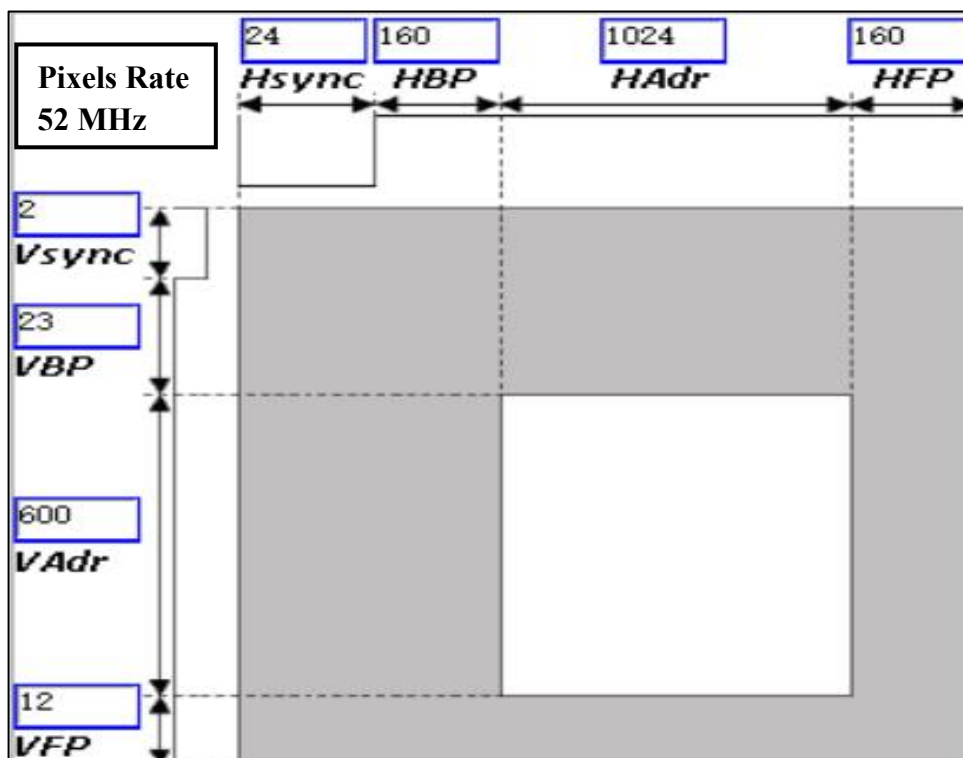 24
160
1024
160
Hsync
HBP
HAdr
HFP
Pixels Rate
52 MHz
2
Vsync
23
VBP
600
VAdr
12
VFP